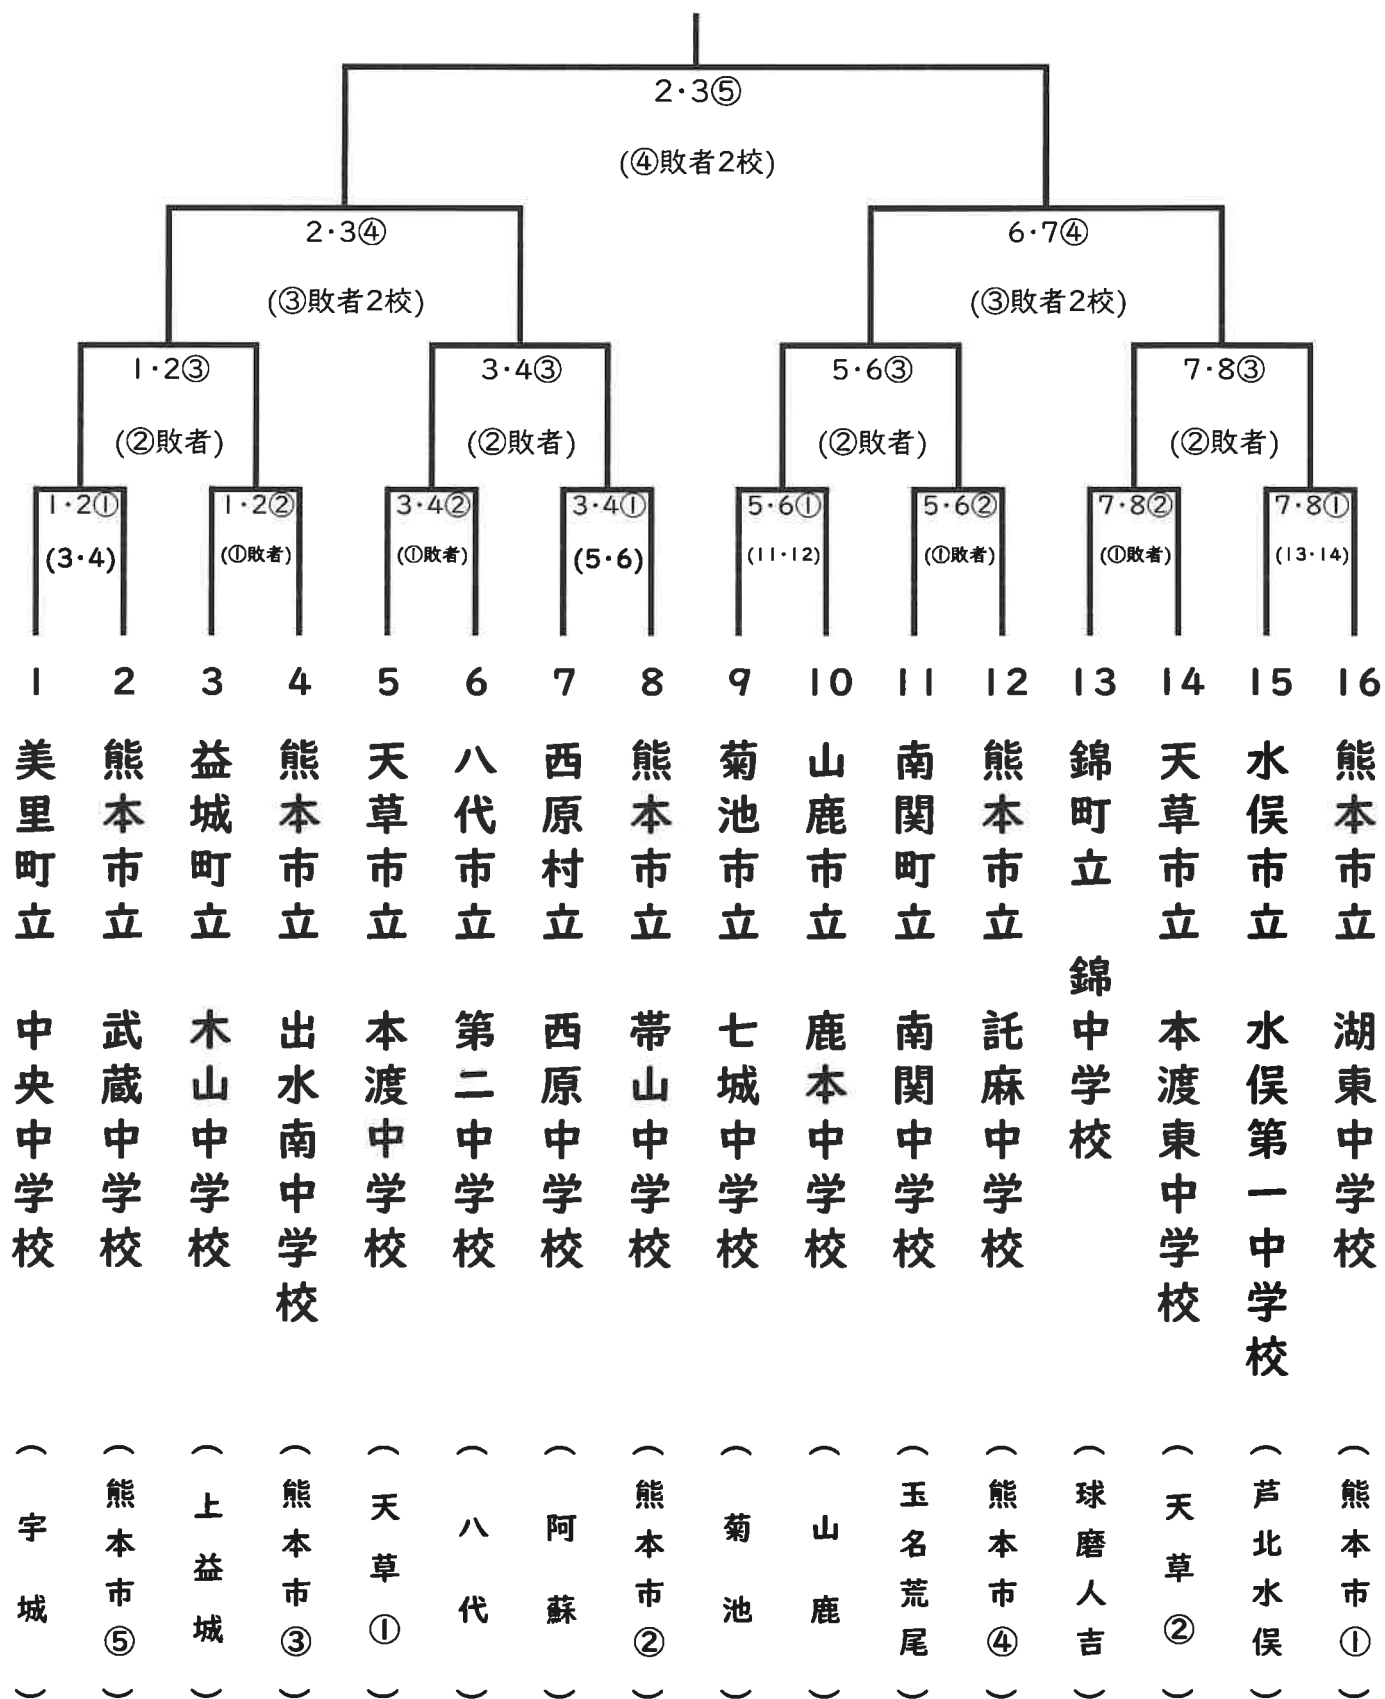 2・3⑤
(④敗者2校)
2・3④
6・7④
(③敗者2校)
(③敗者2校)
1・2③
3・4③
5・6③
7・8③
(②敗者)
(②敗者)
(②敗者)
(②敗者)
1・2①
1・2②
3・4②
3・4①
5・6①
5・6②
7・8②
7・8①
(3・4)
(①敗者)
(①敗者)
(5・6)
(11・12)
(①敗者)
(①敗者)
(13・14)
1 美里町立 中央中学校 (宇城)
2 熊本市立 武蔵中学校 (熊本市⑤)
3 益城町立 木山中学校 (上益城)
4 熊本市立 出水南中学校 (熊本市③)
5 天草市立 本渡中学校 (天草①)
6 八代市立 第二中学校 (八代)
7 西原村立 西原中学校 (阿蘇)
8 熊本市立 帯山中学校 (熊本市②)
9 菊池市立 七城中学校 (菊池)
10 山鹿市立 鹿本中学校 (山鹿)
11 南関町立 南関中学校 (玉名荒尾)
12 熊本市立 託麻中学校 (熊本市④)
13 錦町立 錦中学校 (球磨人吉)
14 天草市立 本渡東中学校 (天草②)
15 水俣市立 水俣第一中学校 (芦北水俣)
16 熊本市立 湖東中学校 (熊本市①)